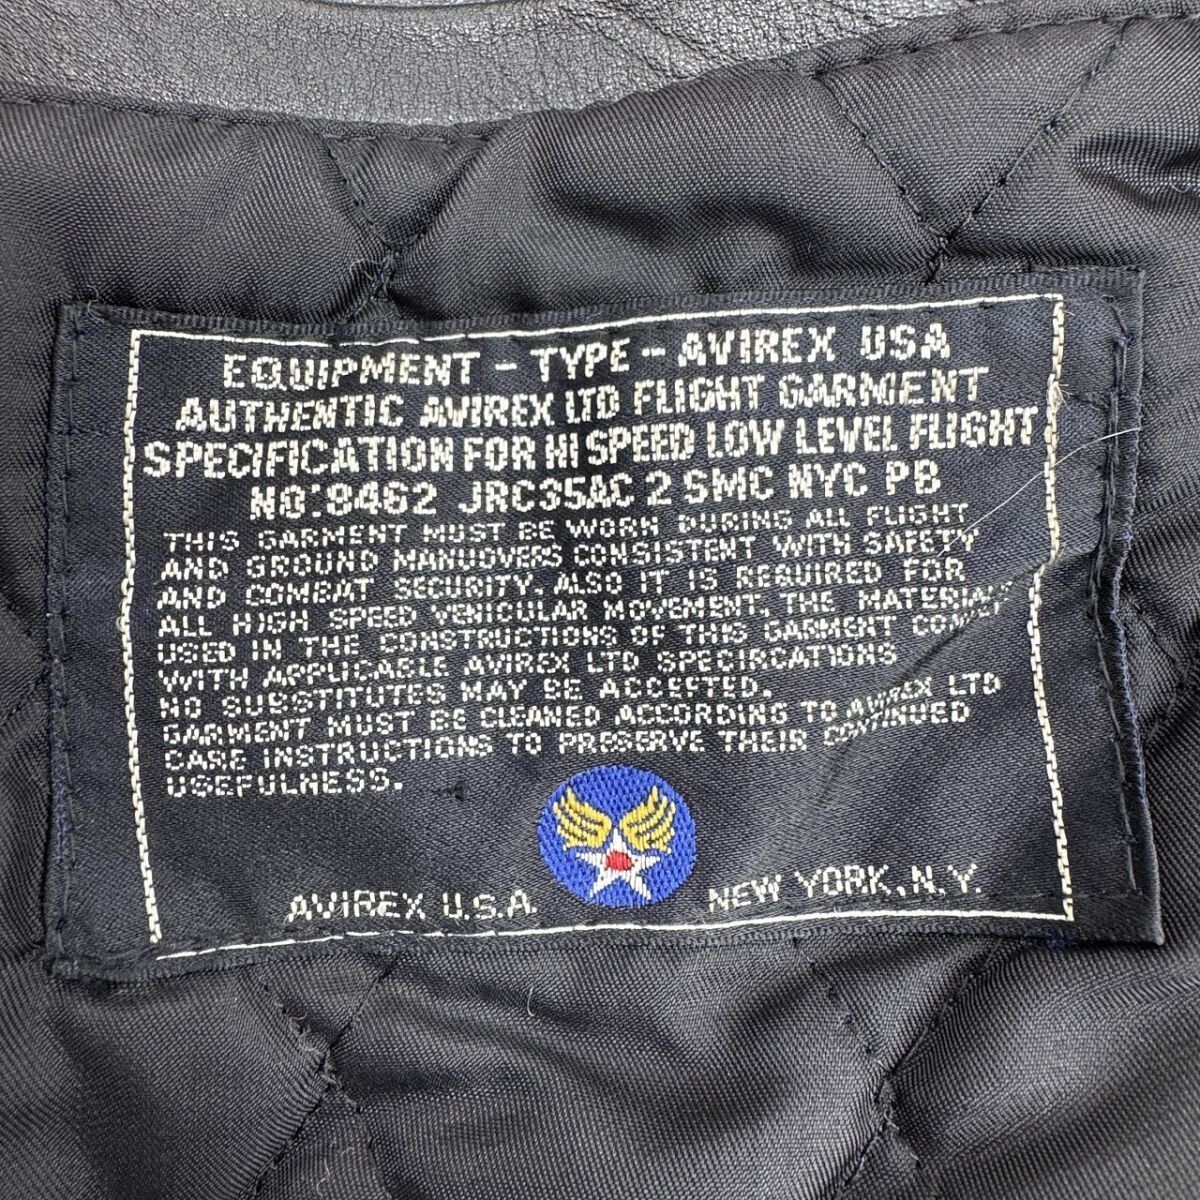 EQUIPMENT - TYPE - AVIREX USA
AUTHENTIC AVIREX LTD FLIGHT GARMENT
SPECIFICATION FOR HI SPEED LOW LEVEL FLIGHT
NO: 9462 JRC35AC 2 SMC NYC PB
THIS GARMENT MUST BE WORN DURING ALL FLIGHT
AND GROUND MANUOVERS CONSISTENT WITH SAFETY
AND COMBAT SECURITY. ALSO IT IS REQUIRED FOR
ALL HIGH SPEED VEHICULAR MOVEMENT. THE MATERIALS
USED IN THE CONSTRUCTIONS OF THIS GARMENT
WITH APPLICABLE AVIREX LTD SPECIFICATIONS
NO SUBSTITUTES MAY BE ACCEPTED.
GARMENT MUST BE CLEANED ACCORDING TO AVIREX LTD
CARE INSTRUCTIONS TO PRESERVE THEIR CONTINUED
USEFULNESS.
AVIREX U.S.A. NEW YORK, N.Y.